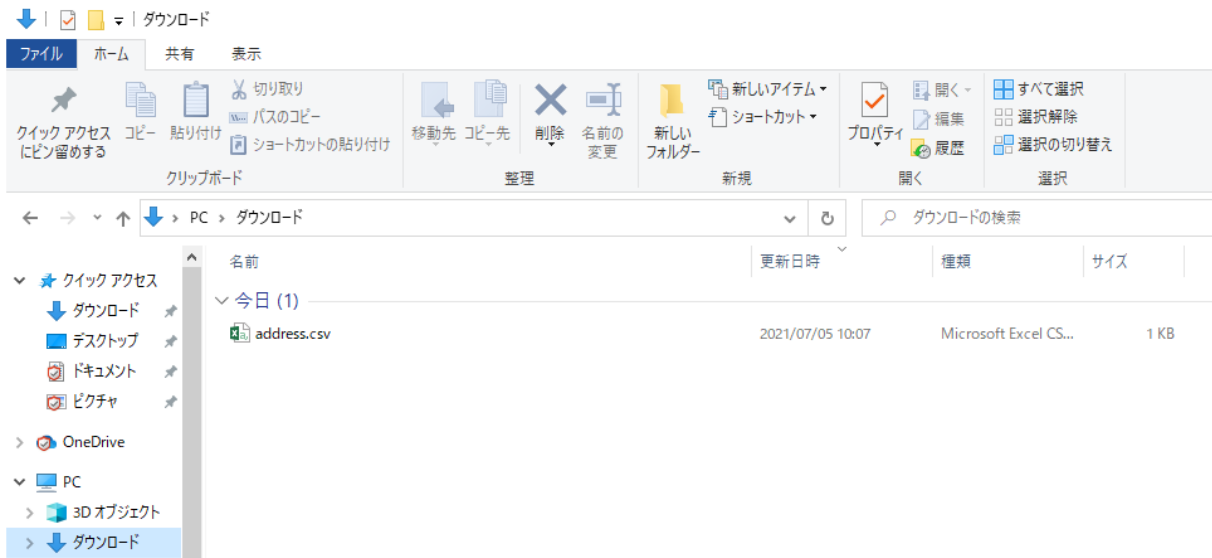 ダウンロード
ファイル ホーム 共有 表示
クイック アクセス
にピン留めする
コピー
貼り付け
切り取り
パスのコピー
ショートカットの貼り付け
クリップボード
移動先
コピー先
削除
名前の
変更
整理
新しい
フォルダー
新しいアイテム
ショートカット
新規
プロパティ
開く
編集
履歴
開く
すべて選択
選択解除
選択の切り替え
選択
PC ダウンロード
ダウンロードの検索
クイック アクセス
ダウンロード
デスクトップ
ドキュメント
ピクチャ
OneDrive
PC
3D オブジェクト
ダウンロード
名前 更新日時 種類 サイズ
今日 (1)
address.csv 2021/07/05 10:07 Microsoft Excel CS... 1 KB